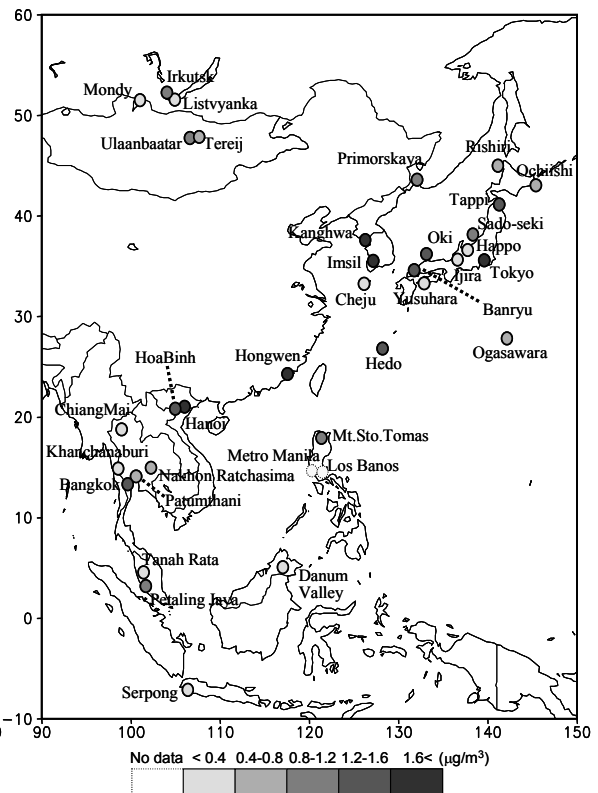 60
50
40
30
20
10
0
-10
0
90 100 110 120 130 140 150
Irkutsk
Mondy
Listvyanka
Ulaanbaatar
Tereij
Primorskaya
Rishiri
Ochiishi
Tappi
Sado-seki
Kanghwa
Oki
Happo
Imsil
Ijira
Tokyo
Cheju
Yusuhara
Banryu
HoaBinh
Hongwen
Hedo
Ogasawara
ChiangMai
Hanoi
Mt.Sto.Tomas
Khanchanaburi
Metro Manila
Los Banos
Nakhon Ratchasima
Bangkok
Patumthani
Tanah Rata
Danum
Valley
Petaling Jaya
Serpong
No data < 0.4 0.4-0.8 0.8-1.2 1.2-1.6 1.6< (μg/m³)